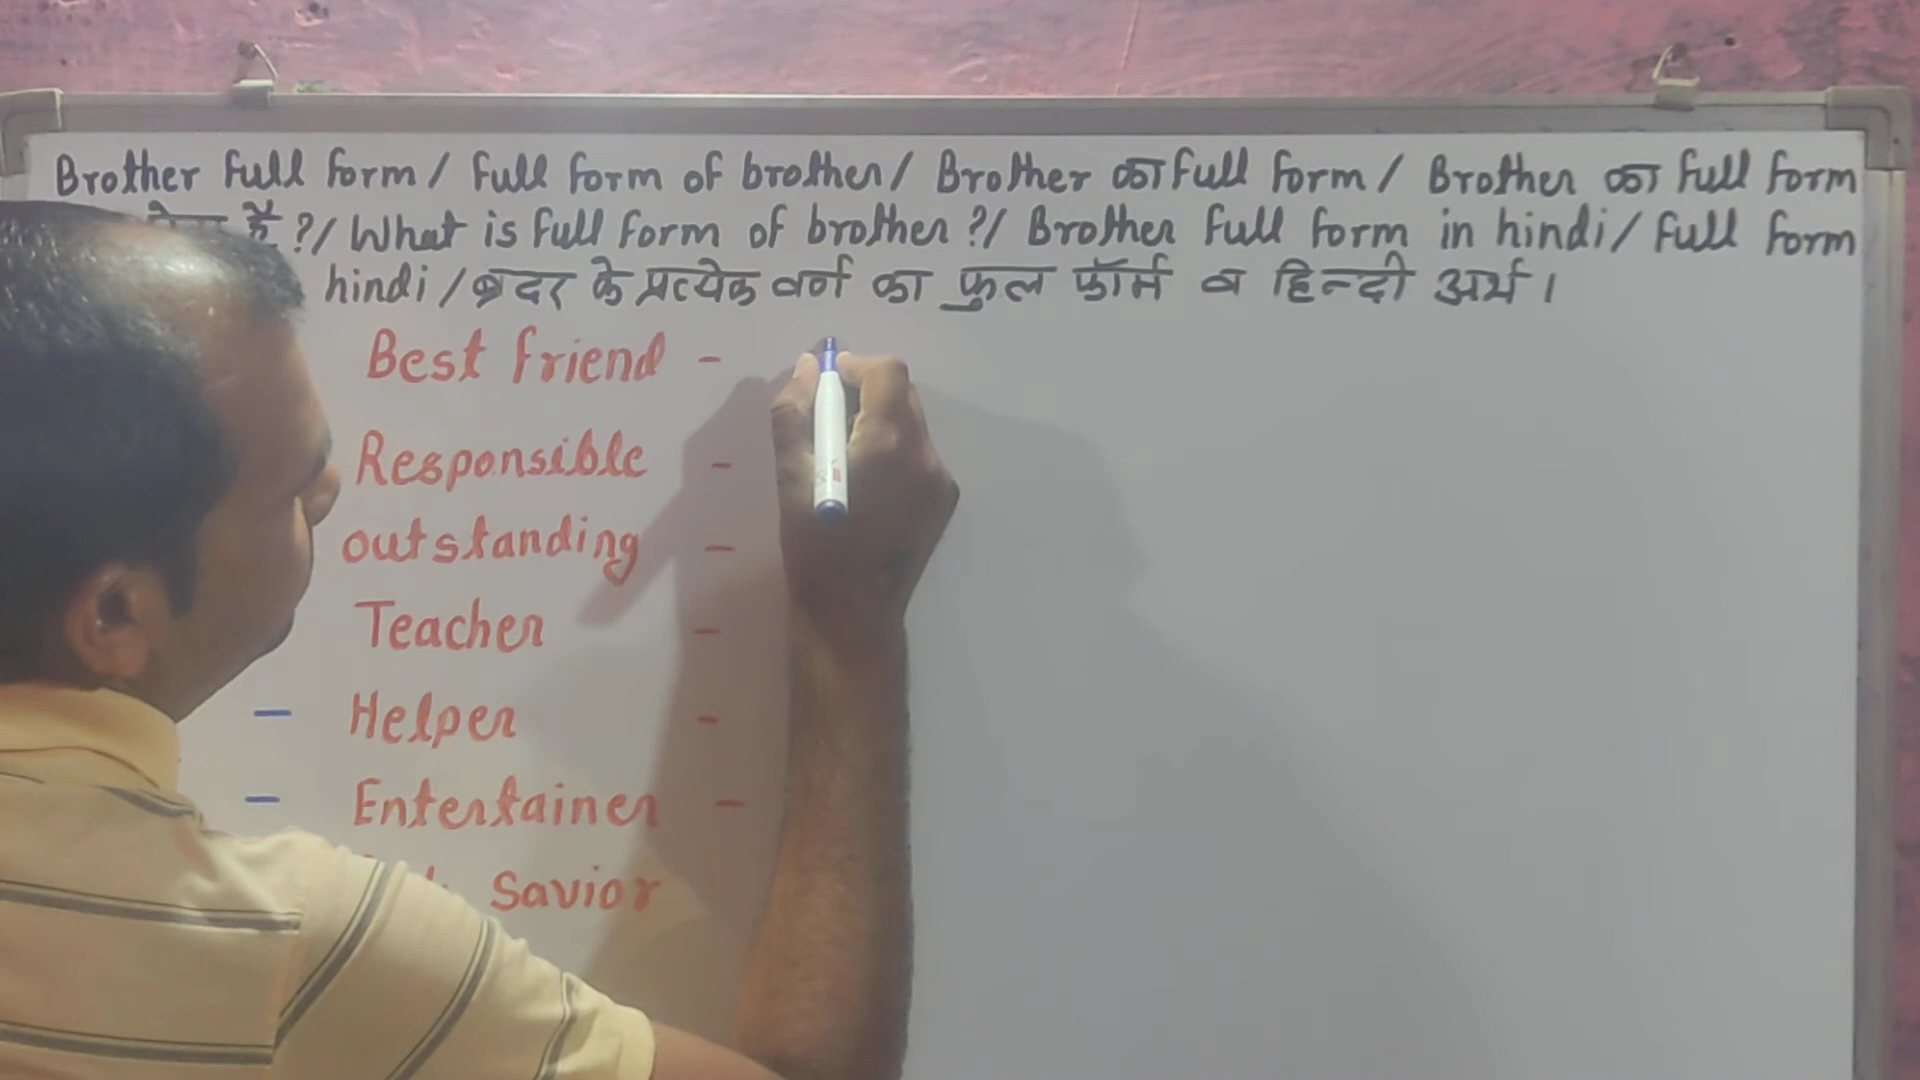 Brother full form / full form of brother / Brother का full form / Brother का full form
है ? / What is full form of brother ? / Brother full form in hindi / full form
hindi / ब्रदर के प्रत्येक वर्ण का फुल फॉर्म व हिन्दी अर्थ ।
Best friend -
Responsible -
outstanding -
Teacher -
- Helper -
- Entertainer -
Savior